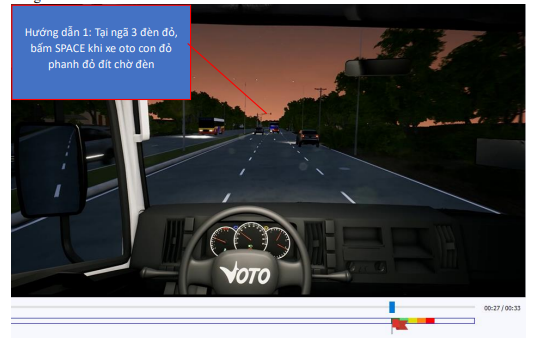 Hướng dẫn 1: Tại ngã 3 đèn đỏ,
bấm SPACE khi xe oto con đỏ
phanh đỏ đít chờ đèn
VOTO
00:27 / 00:33